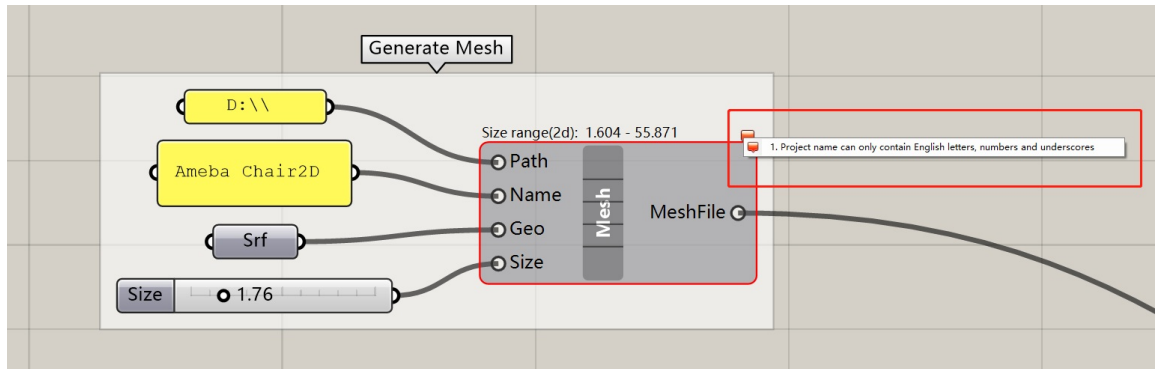 Generate Mesh
D:\\
Size range(2d): 1.604 - 55.871
1. Project name can only contain English letters, numbers and underscores
Path
Ameba Chair2D
Name
Mesh
MeshFile
Srf
Geo
Size
Size 1.76